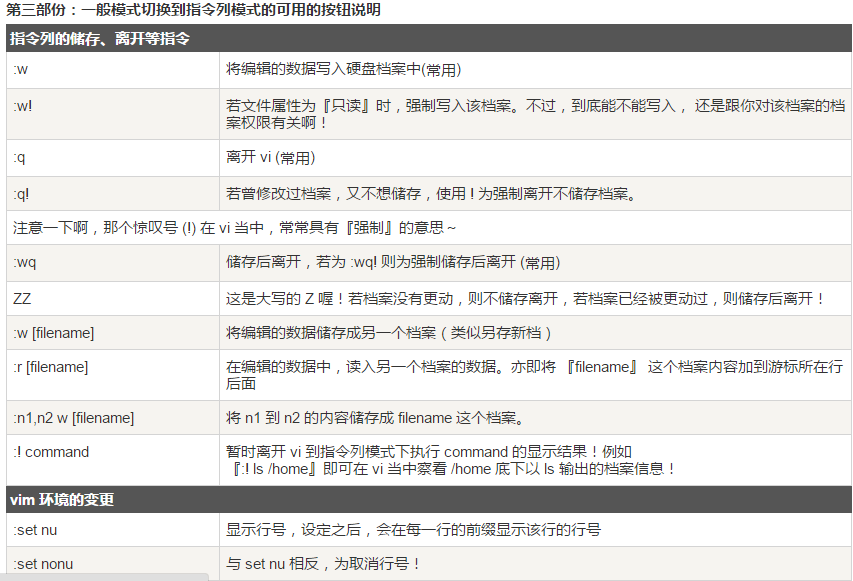 第三部份：一般模式切换到指令列模式的可用的按钮说明
指令列的储存、离开等指令
:w 将编辑的数据写入硬盘档案中(常用)
:w! 若文件属性为『只读』时，强制写入该档案。不过，到底能不能写入， 还是跟你对该档案的档
案权限有关啊！
:q 离开 vi (常用)
:q! 若曾修改过档案，又不想储存，使用 ! 为强制离开不储存档案。
注意一下啊，那个惊叹号 (!) 在 vi 当中，常常具有『强制』的意思～
:wq 储存后离开，若为 :wq! 则为强制储存后离开 (常用)
ZZ 这是大写的 Z 喔！若档案没有更动，则不储存离开，若档案已经被更动过，则储存后离开！
:w [filename] 将编辑的数据储存成另一个档案（类似另存新档）
:r [filename] 在编辑的数据中，读入另一个档案的数据。亦即将 『filename』 这个档案内容加到游标所在行
后面
:n1,n2 w [filename] 将 n1 到 n2 的内容储存成 filename 这个档案。
:! command 暂时离开 vi 到指令列模式下执行 command 的显示结果！例如
『:! ls /home』即可在 vi 当中察看 /home 底下以 ls 输出的档案信息！
vim 环境的变更
:set nu 显示行号，设定之后，会在每一行的前缀显示该行的行号
:set nonu 与 set nu 相反，为取消行号！